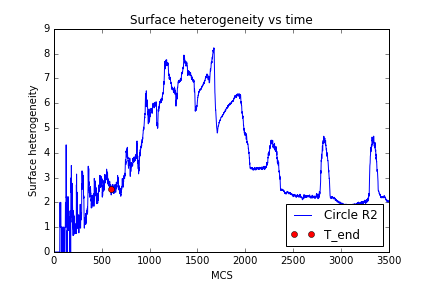 Surface heterogeneity vs time
Surface heterogeneity
9
8
7
6
5
4
3
2
1
0
0 500 1000 1500 2000 2500 3000 3500
MCS
Circle R2
T_end